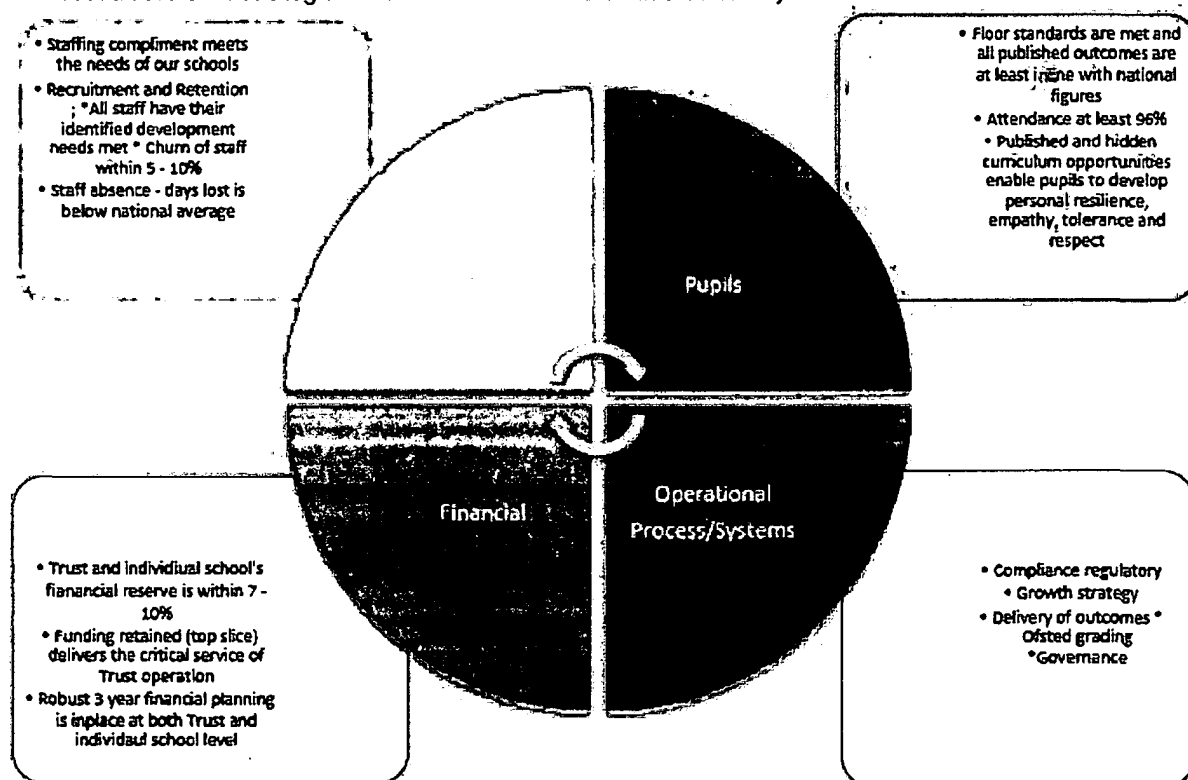 • Staffing compliment meets
the needs of our schools
• Recruitment and Retention
; *All staff have their
identified development
needs met * Churn of staff
within 5 - 10%
• Staff absence - days lost is
below national average
• Floor standards are met and
all published outcomes are
at least inline with national
figures
• Attendance at least 96%
• Published and hidden
curriculum opportunities
enable pupils to develop
personal resilience,
empathy, tolerance and
respect
Pupils
Financial
Operational
Process/Systems
• Trust and individiual school's
fianancial reserve is within 7 -
10%
• Funding retained (top slice)
delivers the critical service of
Trust operation
• Robust 3 year financial planning
is inplace at both Trust and
individaul school level
• Compliance regulatory
• Growth strategy
• Delivery of outcomes *
Ofsted grading
*Governance